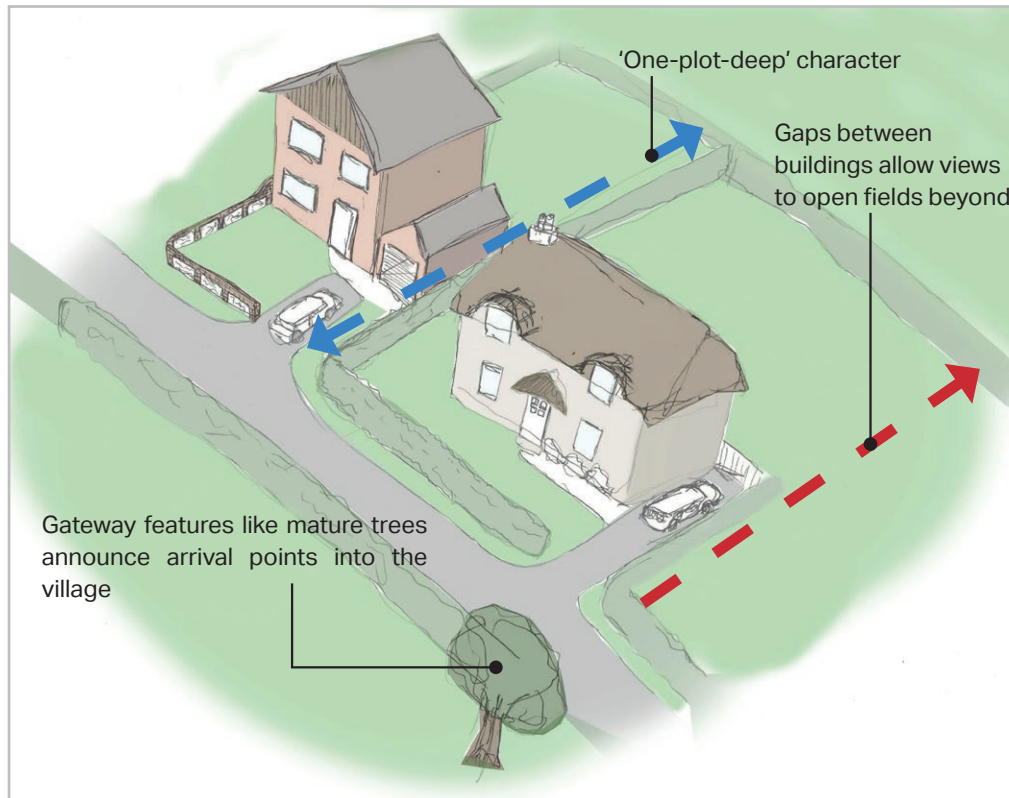 ‘One-plot-deep’ character
Gaps between
buildings allow views
to open fields beyond
Gateway features like mature trees
announce arrival points into the
village